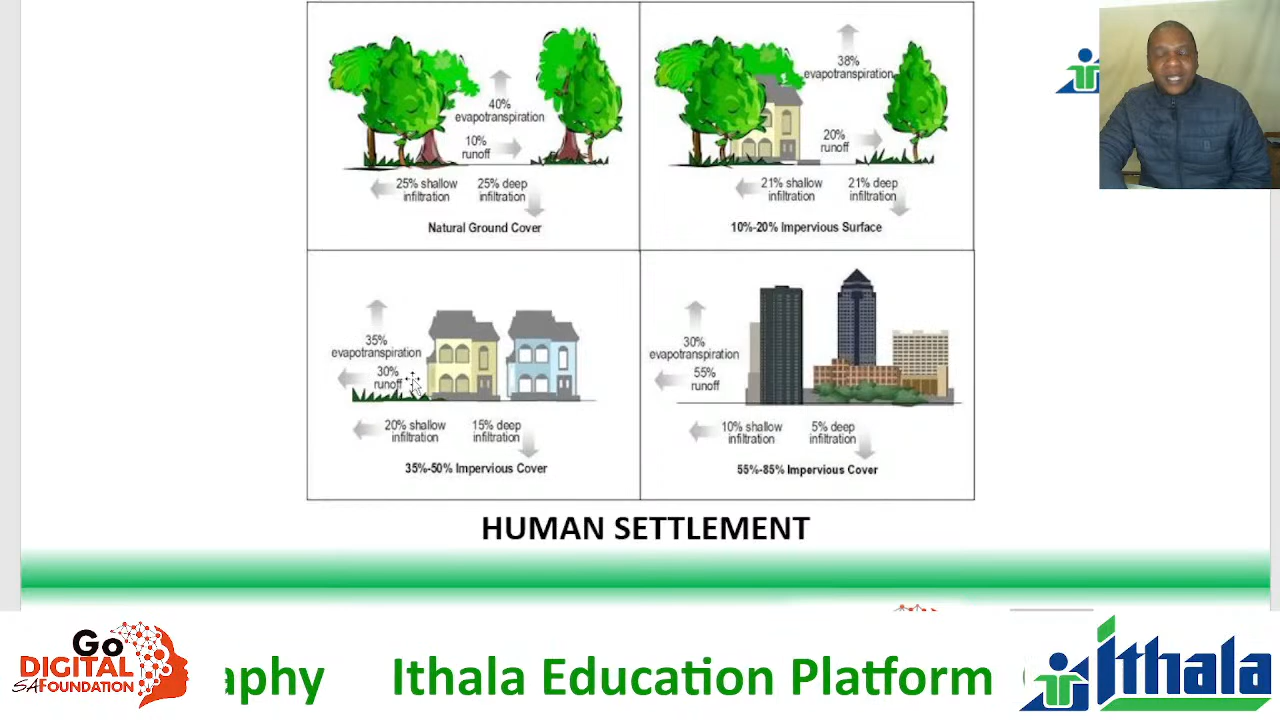 40%
evapotranspiration
10%
runoff
25% shallow
infiltration
25% deep
infiltration
Natural Ground Cover
38%
evapotranspiration
20%
runoff
21% shallow
infiltration
21% deep
infiltration
10%-20% Impervious Surface
35%
evapotranspiration
30%
runoff
20% shallow
infiltration
15% deep
infiltration
35%-50% Impervious Cover
30%
evapotranspiration
55%
runoff
10% shallow
infiltration
5% deep
infiltration
55%-85% Impervious Cover
HUMAN SETTLEMENT
Go
DIGITAL
SA FOUNDATION
aphy Ithala Education Platform
Ithala